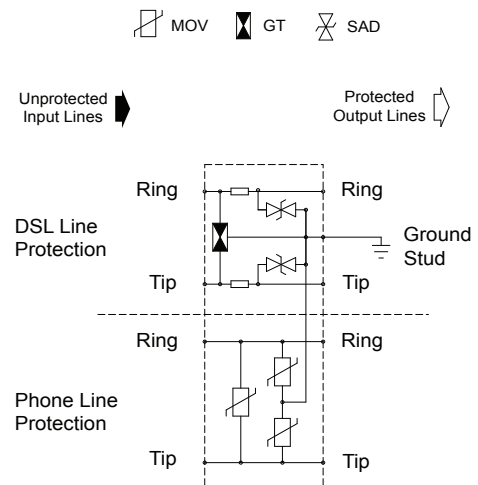 MOV GT SAD
Unprotected
Input Lines
Protected
Output Lines
Ring Ring
DSL Line
Protection
Ground
Stud
Tip Tip
Ring Ring
Phone Line
Protection
Tip Tip